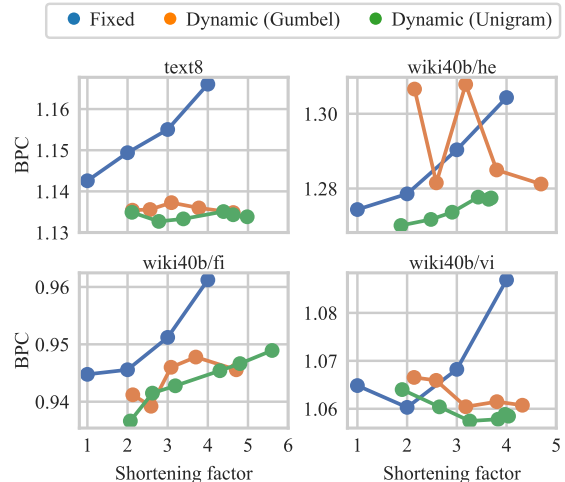 Fixed Dynamic (Gumbel) Dynamic (Unigram)
text8
wiki40b/he
BPC
1.16
1.15
1.14
1.13
1.30
1.28
wiki40b/fi
wiki40b/vi
BPC
0.96
0.95
0.94
1.08
1.07
1.06
1 2 3 4 5 6
1 2 3 4 5
Shortening factor
Shortening factor